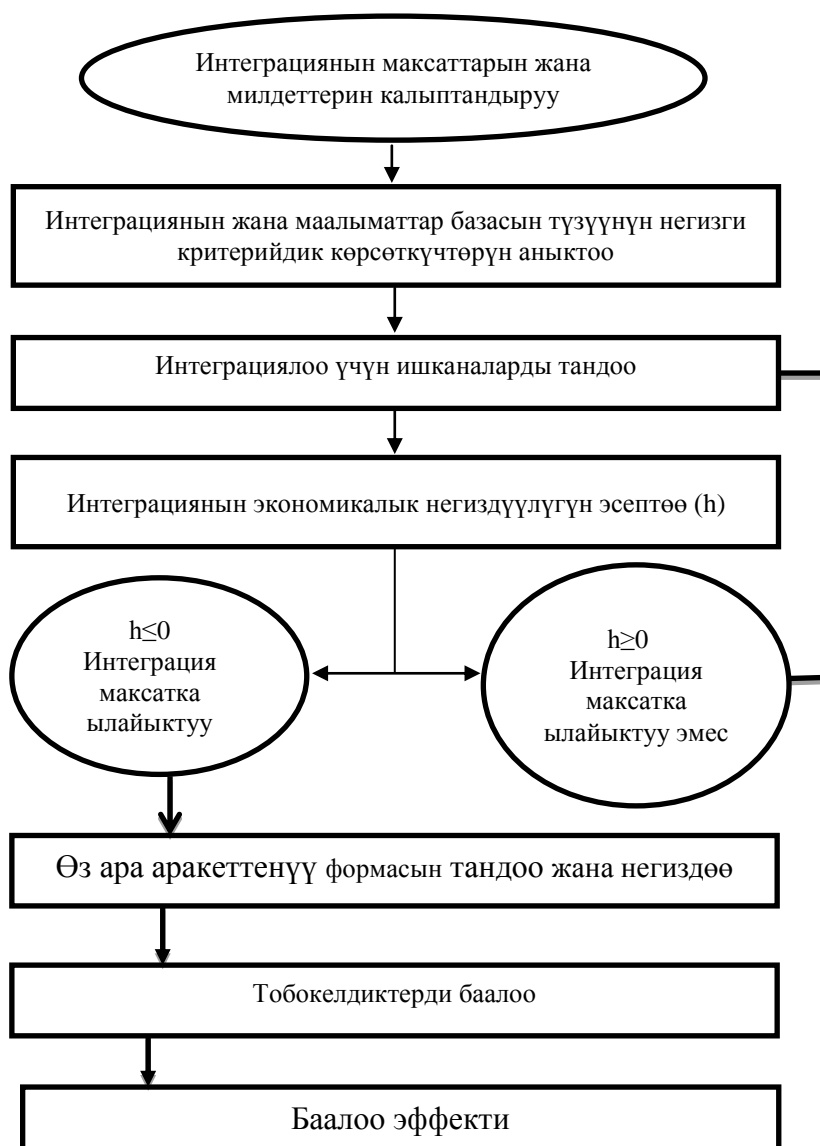 Интеграциянын максаттарын жана
милдеттерин калыптандыруу
Интеграциянын жана маалыматтар базасын түзүүнүн негизги
критерийдик көрсөткүчтөрүн аныктоо
Интеграциялоо үчүн ишканаларды тандоо
Интеграциянын экономикалык негиздүүлүгүн эсептөө (h)
h≤0
Интеграция
максатка
ылайыктуу
h≥0
Интеграция
максатка
ылайыктуу эмес
Өз ара аракеттенүү формасын тандоо жана негиздөө
Тобокелдиктерди баалоо
Баалоо эффекти